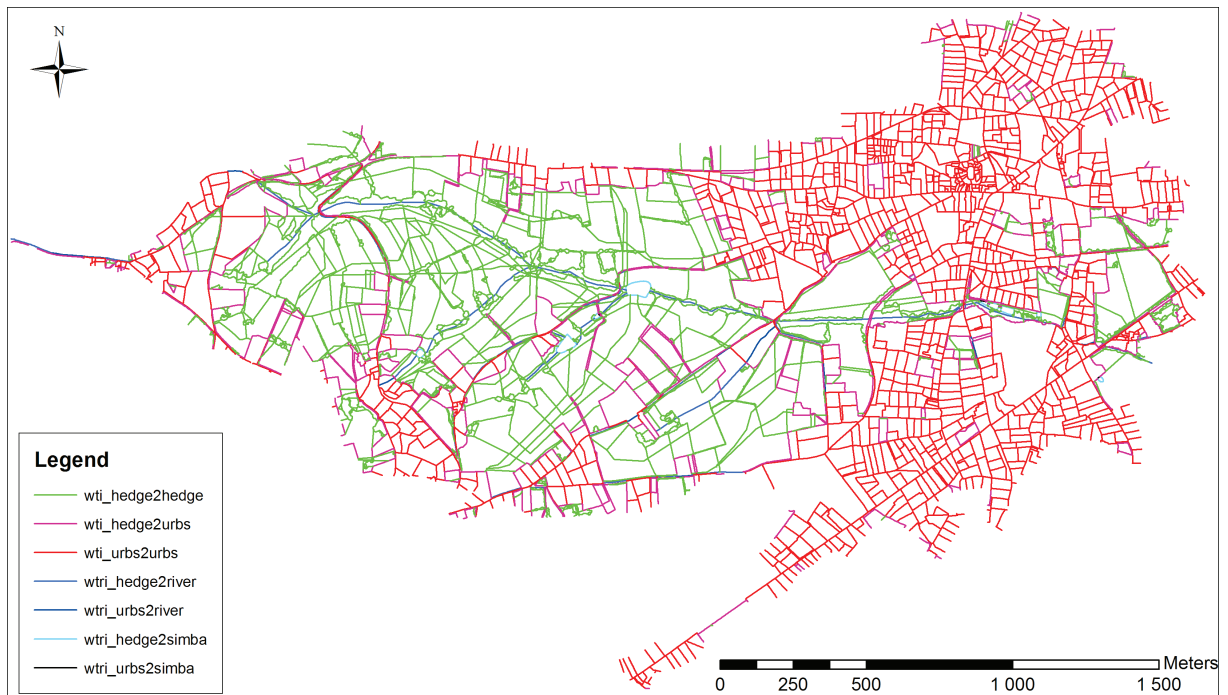 N
Legend
wti_hedge2hedge
wti_hedge2urbs
wti_urbs2urbs
wtri_hedge2river
wtri_urbs2river
wtri_hedge2simba
wtri_urbs2simba
Meters
0 250 500 1 000 1 500